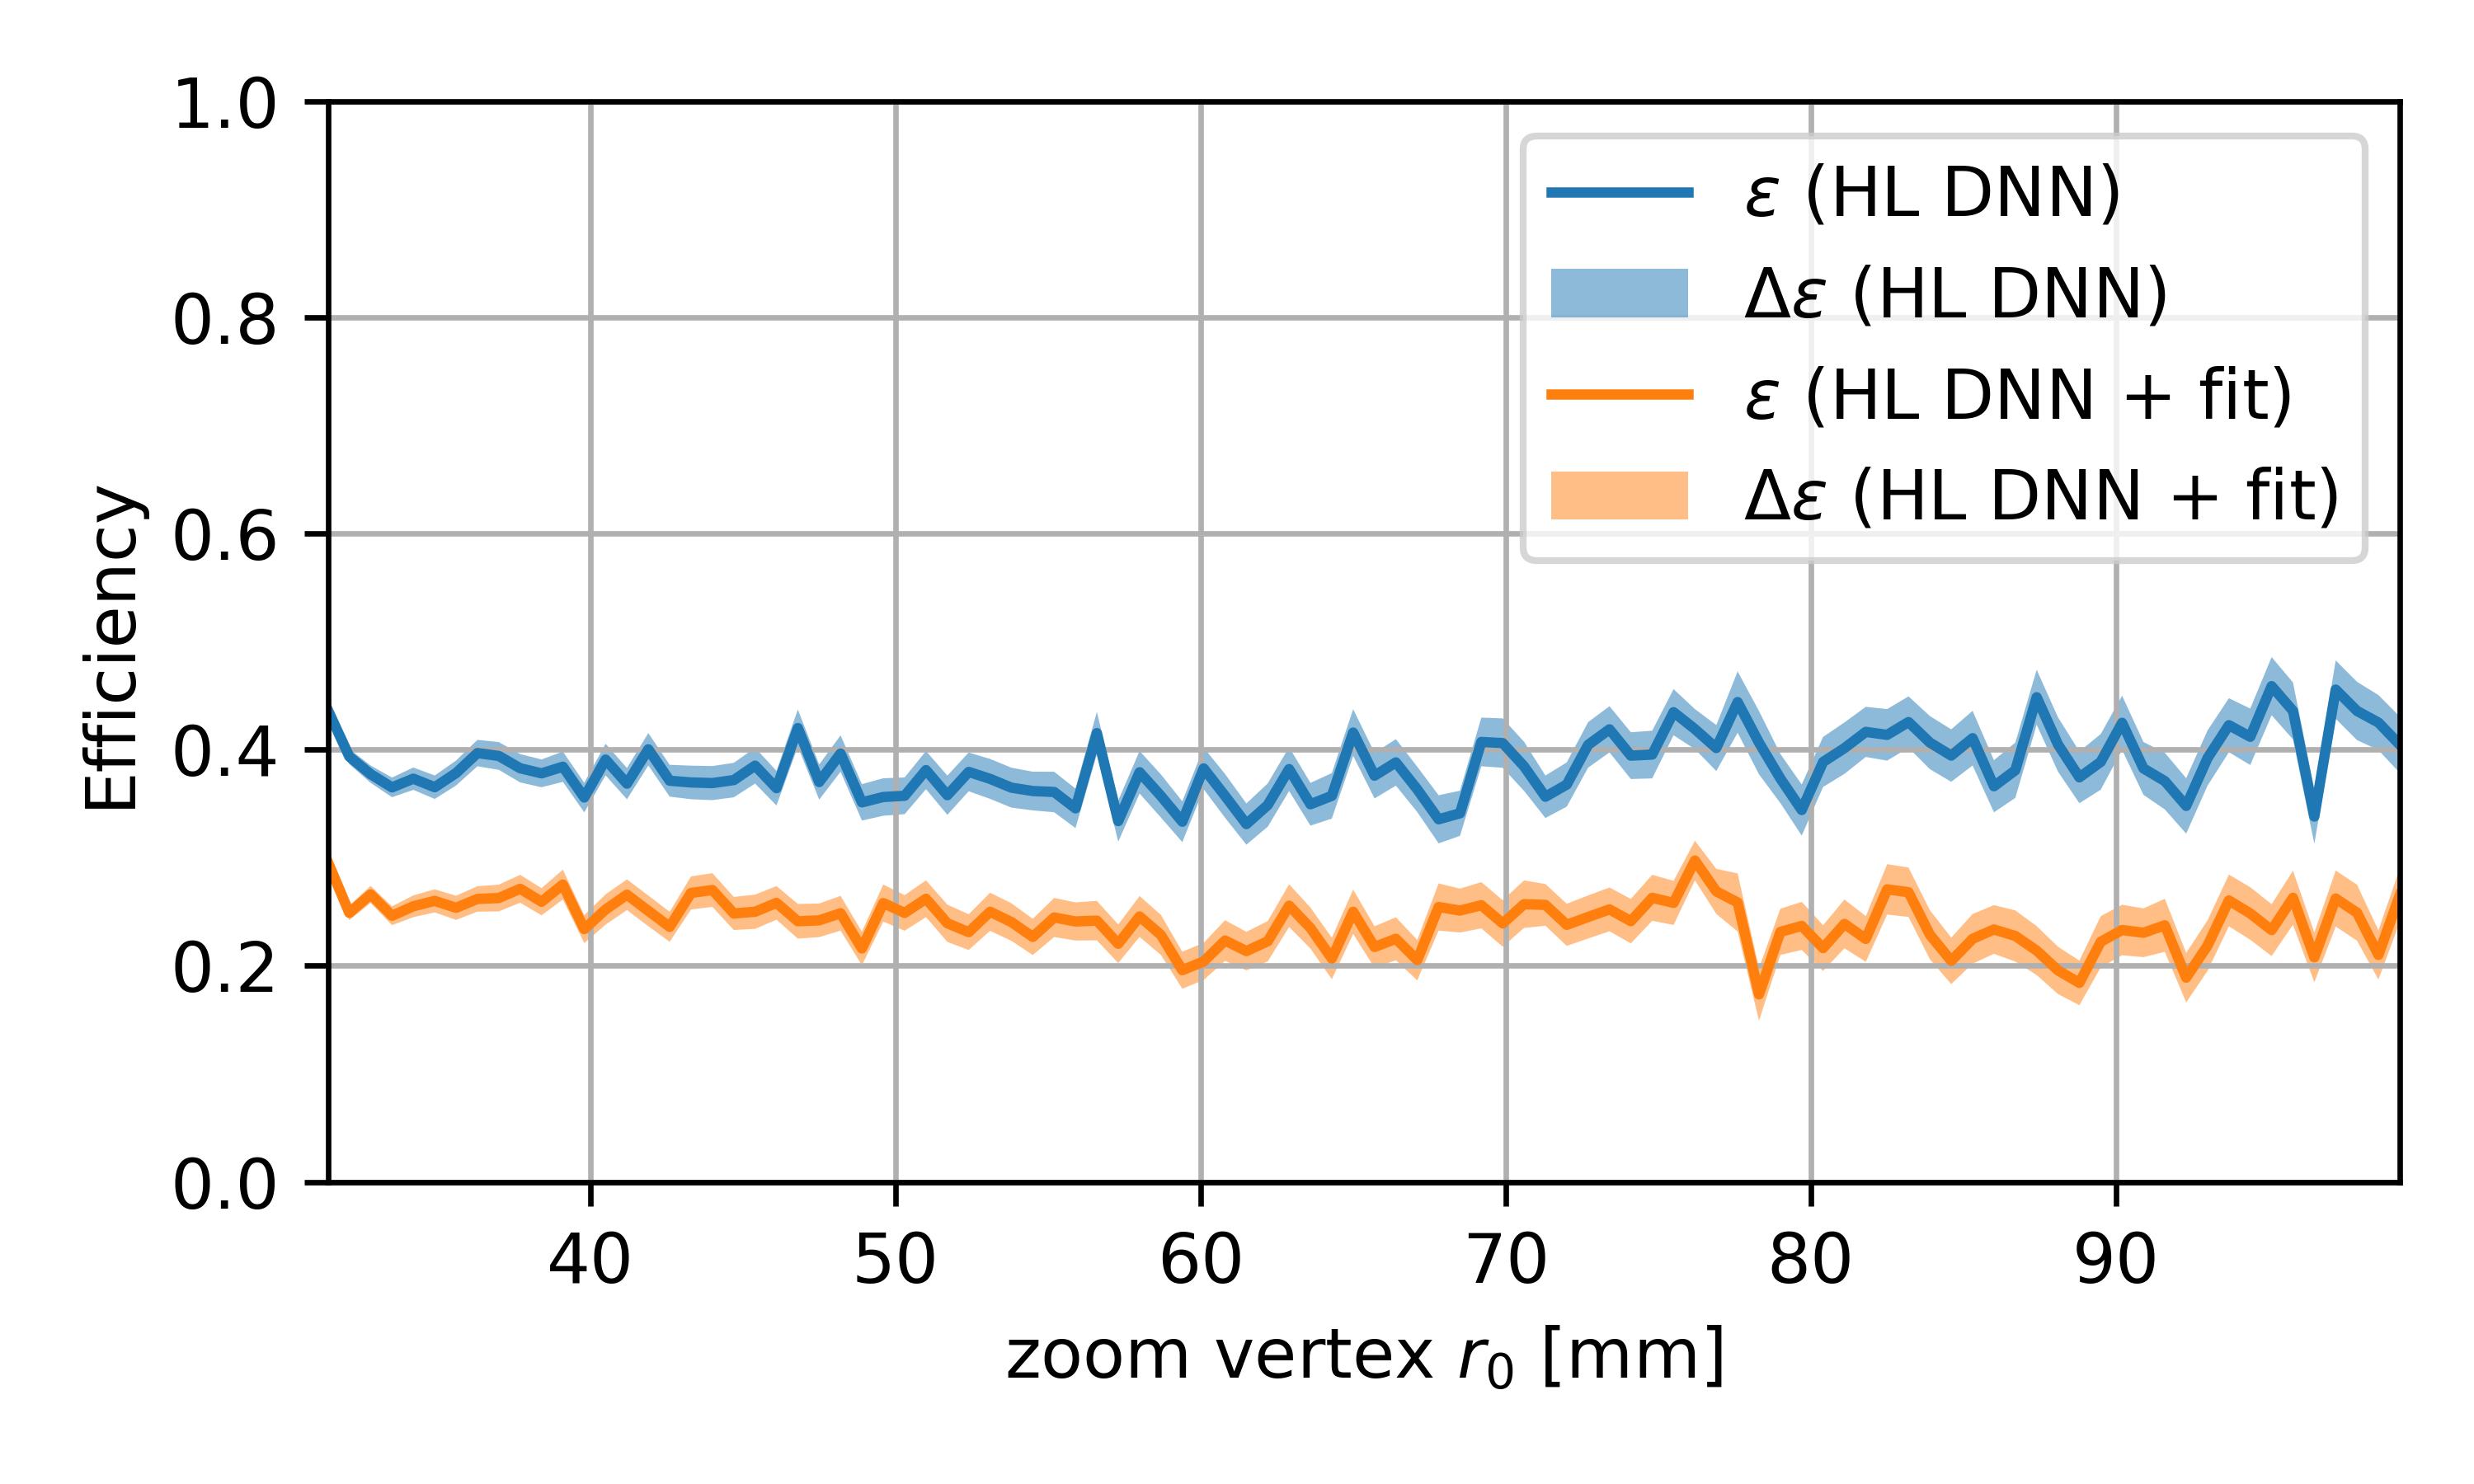 1.0
0.8
0.6
0.4
0.2
0.0
Efficiency
ε (HL DNN)
Δε (HL DNN)
ε (HL DNN + fit)
Δε (HL DNN + fit)
40 50 60 70 80 90
zoom vertex r₀ [mm]